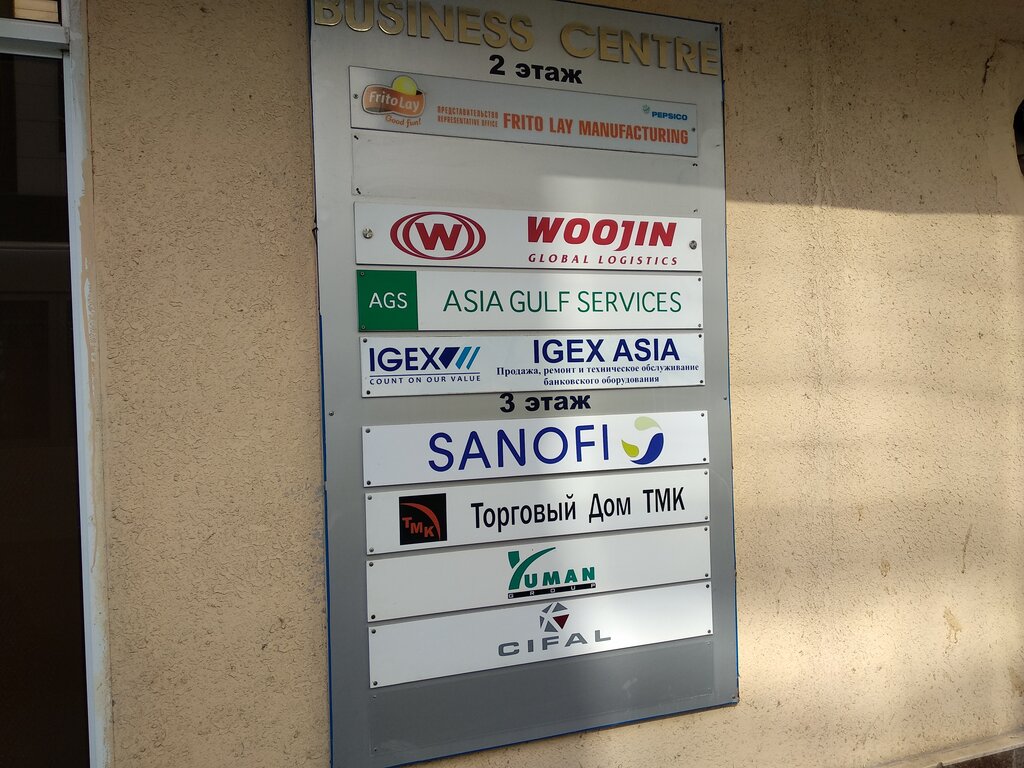 BUSINESS CENTRE
2 этаж
Frito Lay
Good fun!
ПРЕДСТАВИТЕЛЬСТВО
REPRESENTATIVE OFFICE
FRITO LAY MANUFACTURING
PEPSICO
W
WOOJIN
GLOBAL LOGISTICS
AGS
ASIA GULF SERVICES
IGEX
COUNT ON OUR VALUE
IGEX ASIA
Продажа, ремонт и техническое обслуживание
банковского оборудования
3 этаж
SANOFI
ТМК
Торговый Дом ТМК
YUMAN
GROUP
CIFAL